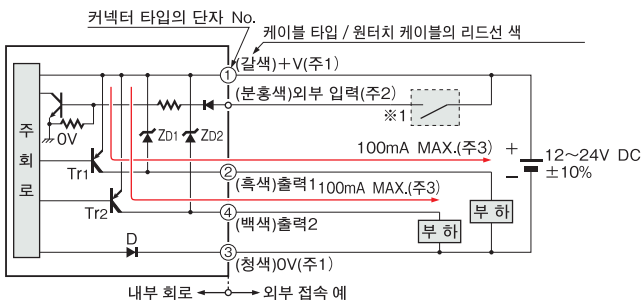 커넥터 타입의 단자 No.
케이블 타입 / 원터치 케이블의 리드선 색
① (갈색)+V(주1)
(분홍색)외부 입력(주2)
※1
주 회 로
0V
ZD1
ZD2
100mA MAX.(주3)
+
−
12~24V DC
±10%
Tr1
② (흑색)출력1
100mA MAX.(주3)
Tr2
④ (백색)출력2
부 하
부 하
D
③ (청색)0V(주1)
내부 회로
외부 접속 예